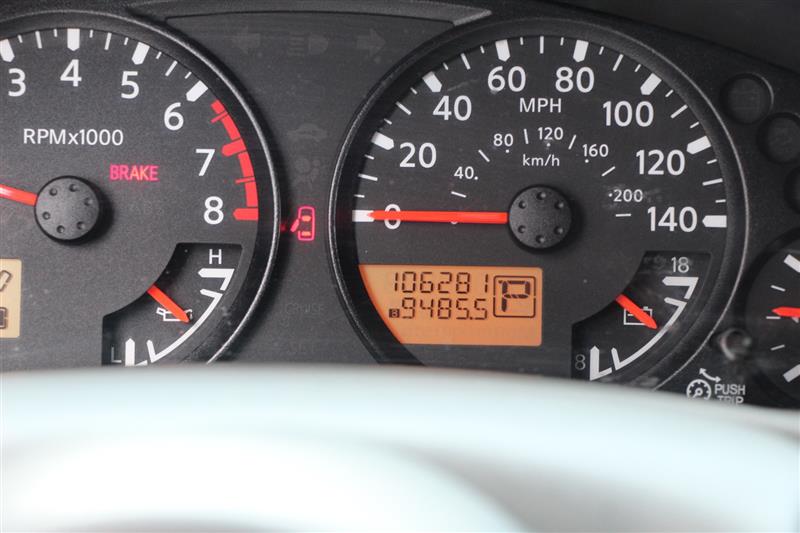 3 4 5 6 7 8
RPMx1000
BRAKE
H
L
0 20 40 60 80 100 120 140
MPH
40 80 120 160 200
km/h
106281
B 9485.5
P
18
8
CRUISE
PUSH
TRIP